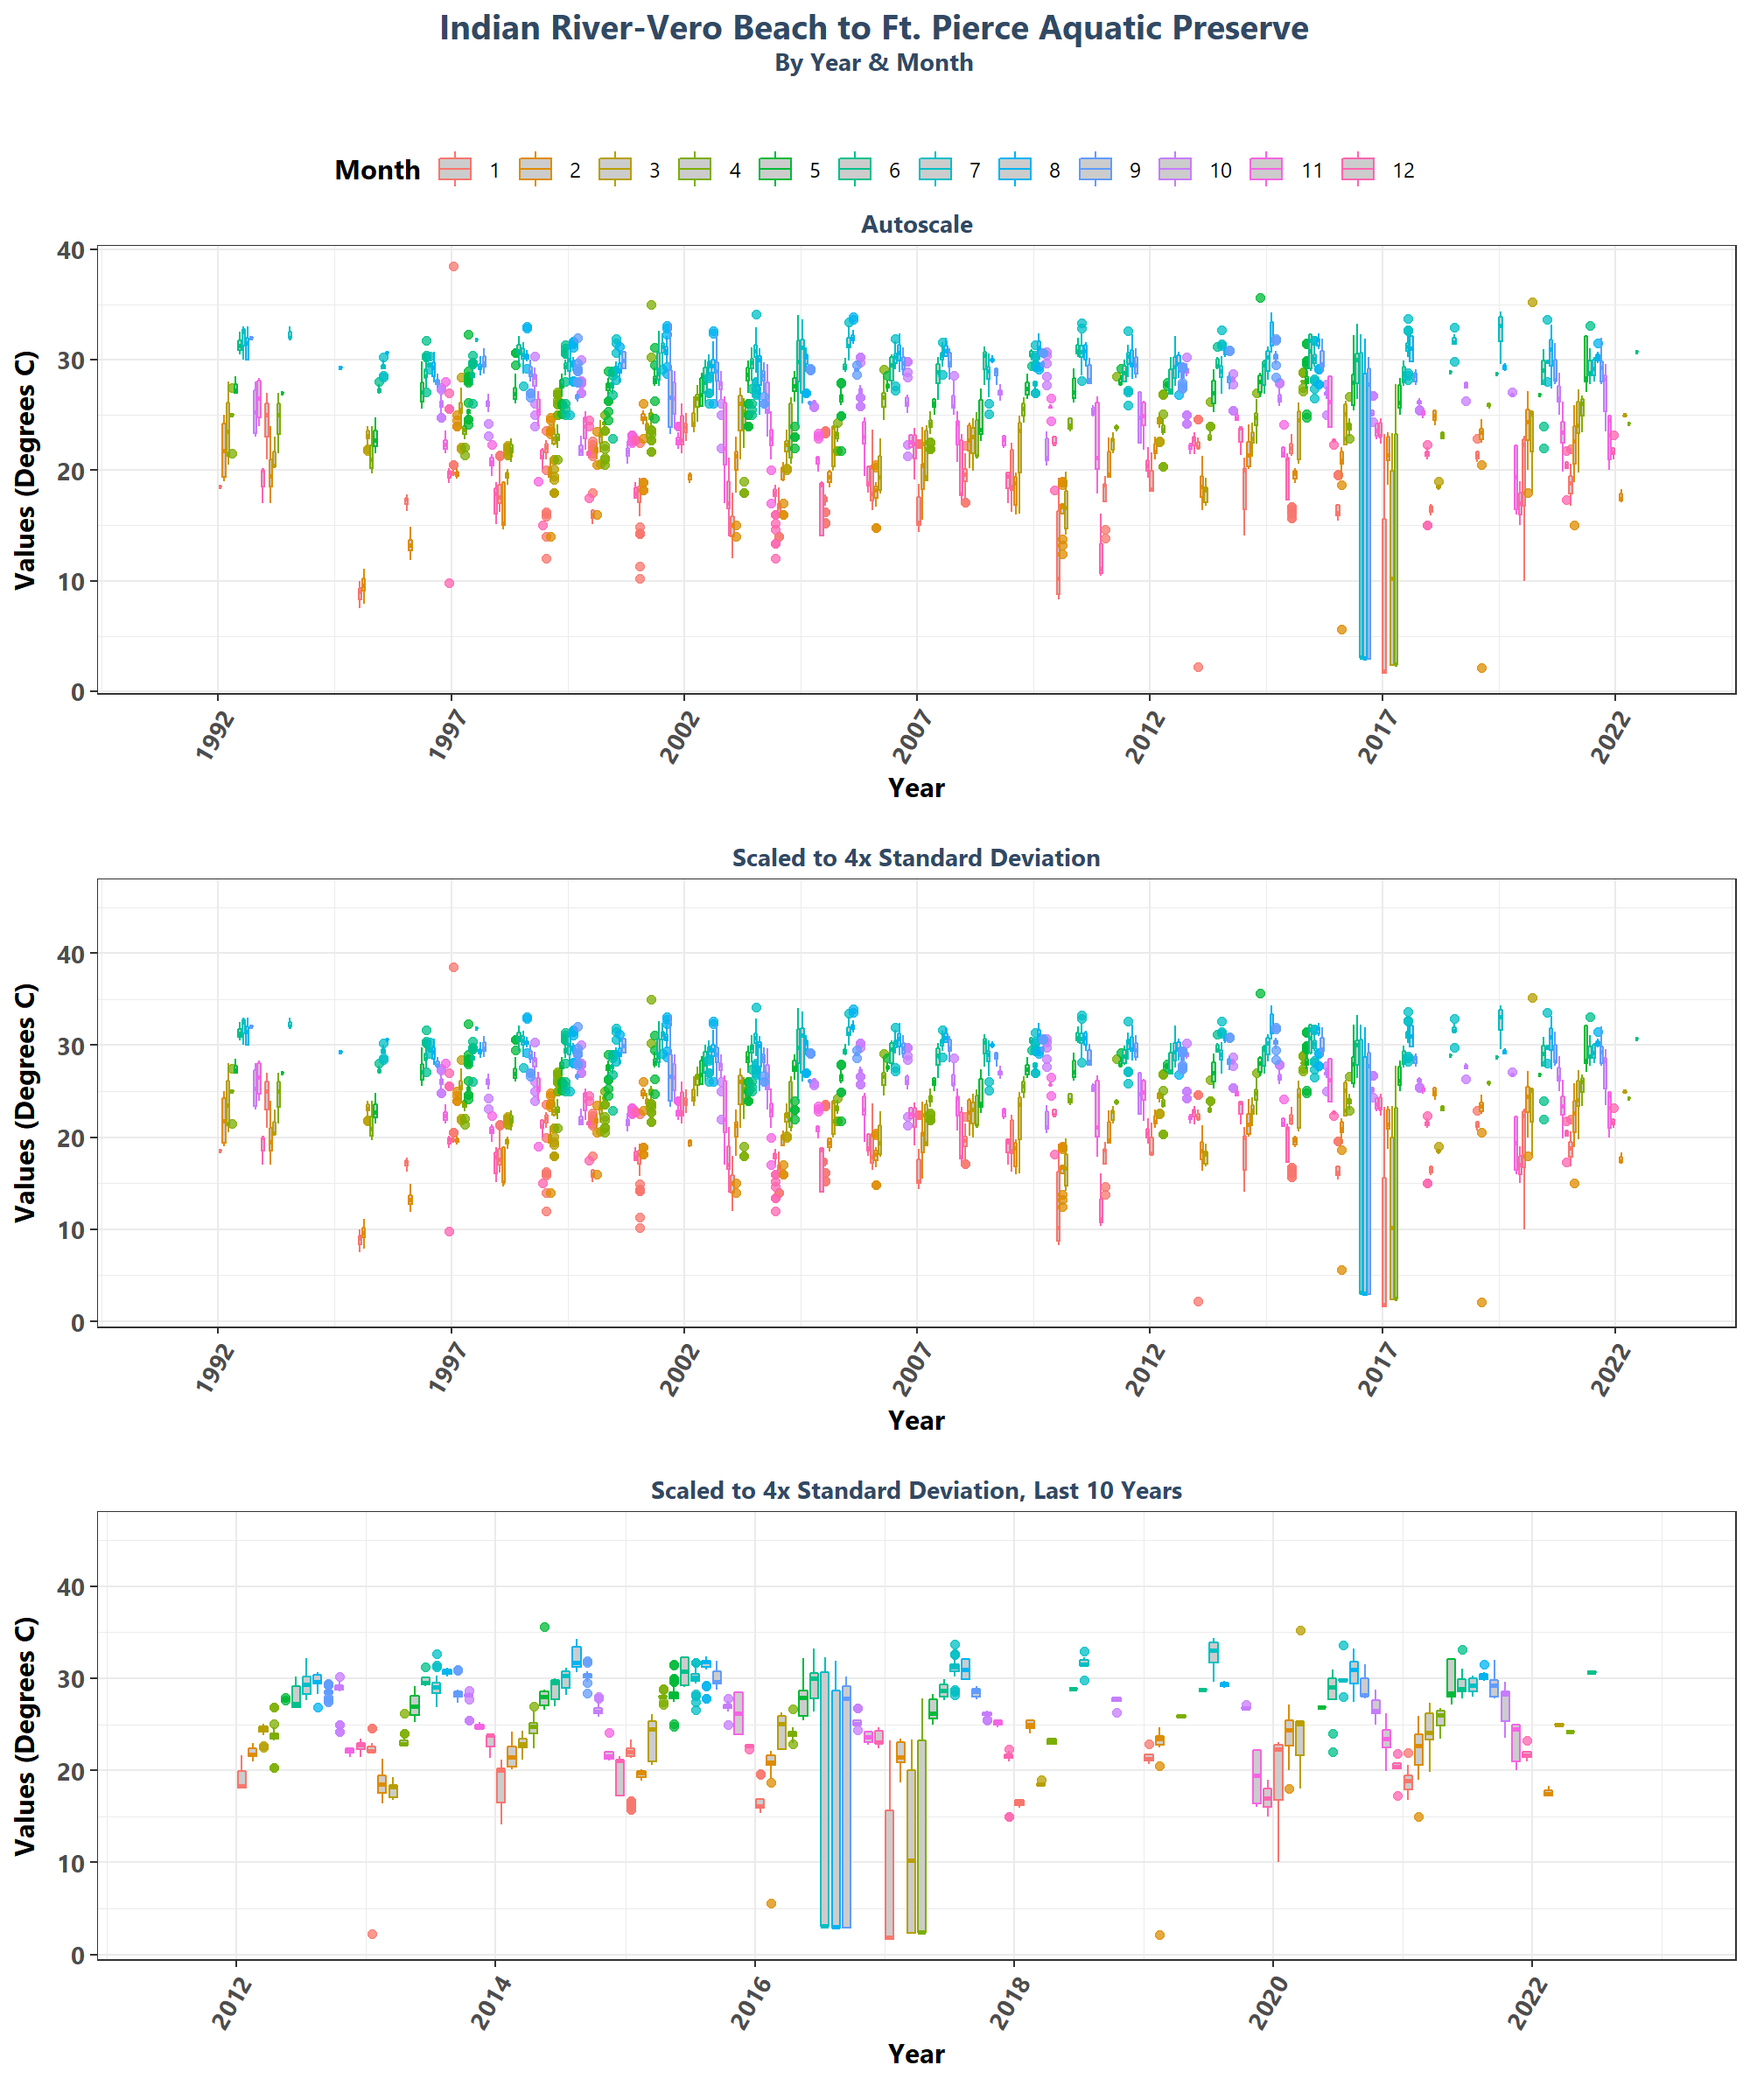 Indian River-Vero Beach to Ft. Pierce Aquatic Preserve
By Year & Month
Month 1 2 3 4 5 6 7 8 9 10 11 12
Autoscale
Values (Degrees C)
40
30
20
10
0
1992 1997 2002 2007 2012 2017 2022
Year
Scaled to 4x Standard Deviation
Values (Degrees C)
40
30
20
10
0
1992 1997 2002 2007 2012 2017 2022
Year
Scaled to 4x Standard Deviation, Last 10 Years
Values (Degrees C)
40
30
20
10
0
2012 2014 2016 2018 2020 2022
Year